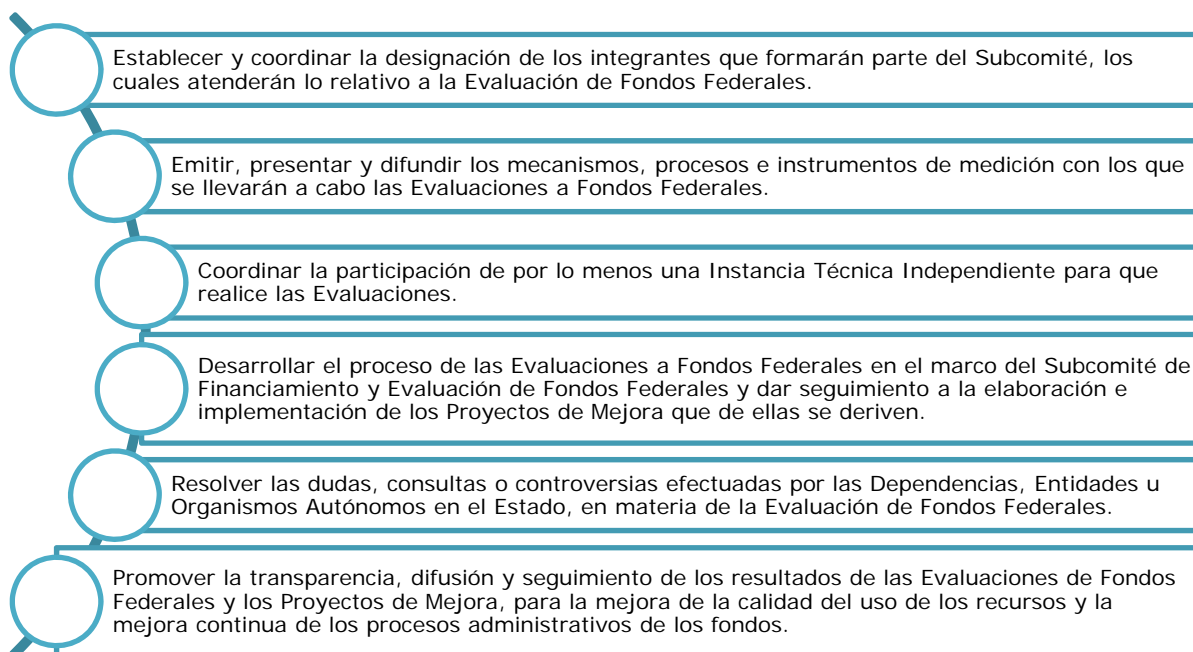 Establecer y coordinar la designación de los integrantes que formarán parte del Subcomité, los
cuales atenderán lo relativo a la Evaluación de Fondos Federales.
Emitir, presentar y difundir los mecanismos, procesos e instrumentos de medición con los que
se llevarán a cabo las Evaluaciones a Fondos Federales.
Coordinar la participación de por lo menos una Instancia Técnica Independiente para que
realice las Evaluaciones.
Desarrollar el proceso de las Evaluaciones a Fondos Federales en el marco del Subcomité de
Financiamiento y Evaluación de Fondos Federales y dar seguimiento a la elaboración e
implementación de los Proyectos de Mejora que de ellas se deriven.
Resolver las dudas, consultas o controversias efectuadas por las Dependencias, Entidades u
Organismos Autónomos en el Estado, en materia de la Evaluación de Fondos Federales.
Promover la transparencia, difusión y seguimiento de los resultados de las Evaluaciones de Fondos
Federales y los Proyectos de Mejora, para la mejora de la calidad del uso de los recursos y la
mejora continua de los procesos administrativos de los fondos.